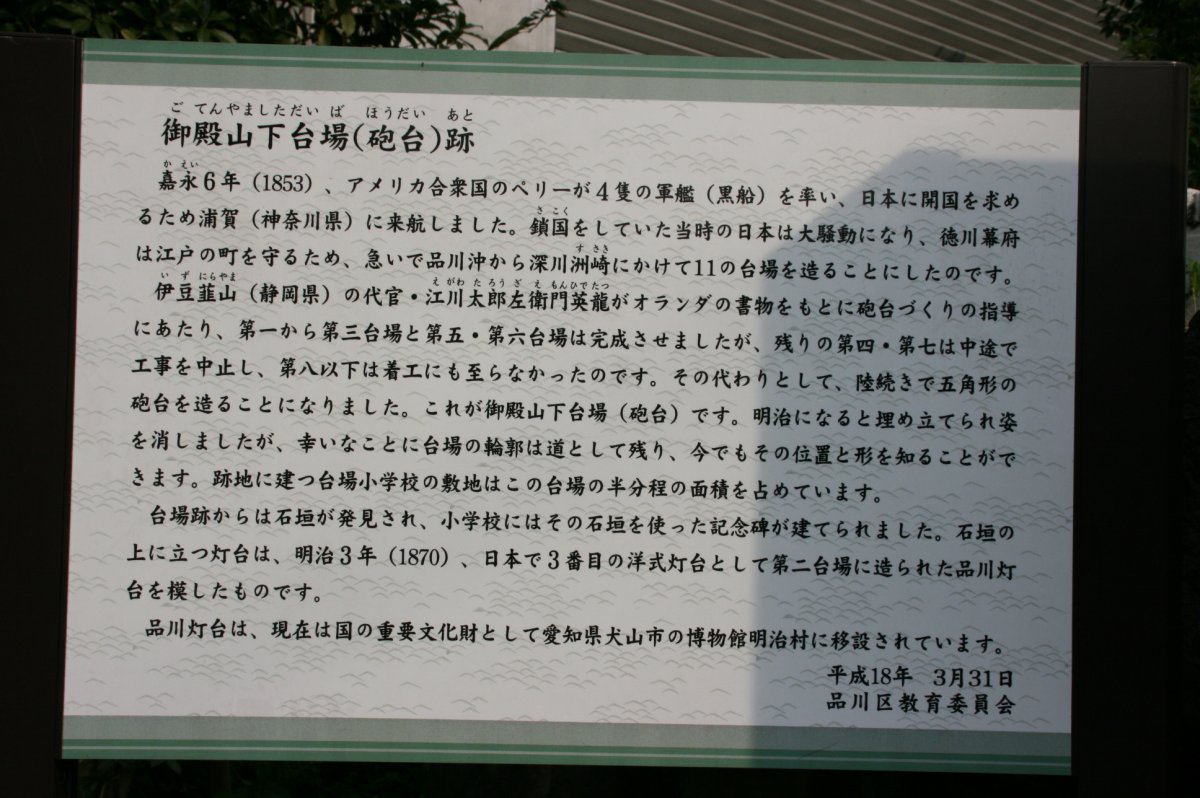 ごてんやましただいば ほうだい あと
御殿山下台場(砲台)跡
かえい
嘉永6年(1853)、アメリカ合衆国のペリーが4隻の軍艦(黒船)を率い、日本に開国を求め
さこく
るため浦賀(神奈川県)に来航しました。鎖国をしていた当時の日本は大騒動になり、徳川幕府
すさき
は江戸の町を守るため、急いで品川沖から深川洲崎にかけて11の台場を造ることにしたのです。
いずにらやま えがわたろうざえもんひでたつ
伊豆韮山(静岡県)の代官・江川太郎左衛門英龍がオランダの書物をもとに砲台づくりの指導
にあたり、第一から第三台場と第五・第六台場は完成させましたが、残りの第四・第七は中途で
工事を中止し、第八以下は着工にも至らなかったのです。その代わりとして、陸続きで五角形の
砲台を造ることになりました。これが御殿山下台場(砲台)です。明治になると埋め立てられ姿
を消しましたが、幸いなことに台場の輪郭は道として残り、今でもその位置と形を知ることがで
きます。跡地に建つ台場小学校の敷地はこの台場の半分程の面積を占めています。
台場跡からは石垣が発見され、小学校にはその石垣を使った記念碑が建てられました。石垣の
上に立つ灯台は、明治3年(1870)、日本で3番目の洋式灯台として第二台場に造られた品川灯
台を模したものです。
品川灯台は、現在は国の重要文化財として愛知県犬山市の博物館明治村に移設されています。
平成18年 3月31日
品川区教育委員会